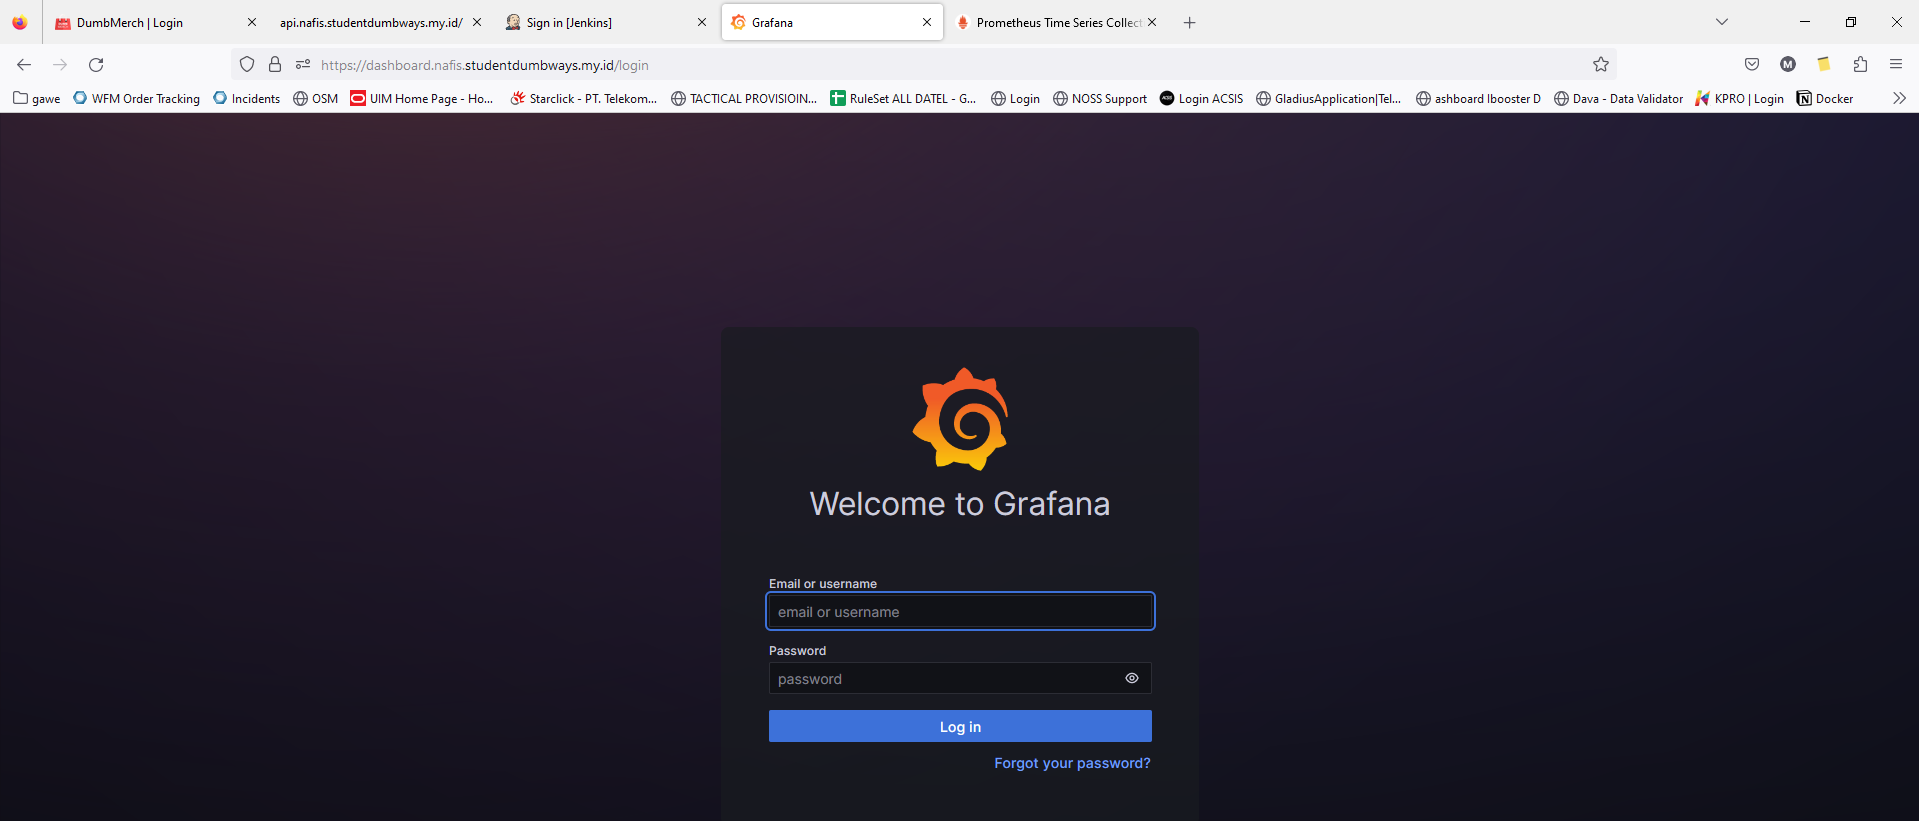 DumbMerch | Login
api.nafis.studentdumbways.my.id/
Sign in [Jenkins]
Grafana
Prometheus Time Series Collect
https://dashboard.nafis.studentdumbways.my.id/login
M
gawe
WFM Order Tracking
Incidents
OSM
UIM Home Page - Ho...
Starclick - PT. Telekom...
TACTICAL PROVISIOIN...
RuleSet ALL DATEL - G...
Login
NOSS Support
Login ACSIS
GladiusApplication|Tel...
ashboard Ibooster D
Dava - Data Validator
KPRO | Login
Docker
Welcome to Grafana
Email or username
email or username
Password
password
Log in
Forgot your password?